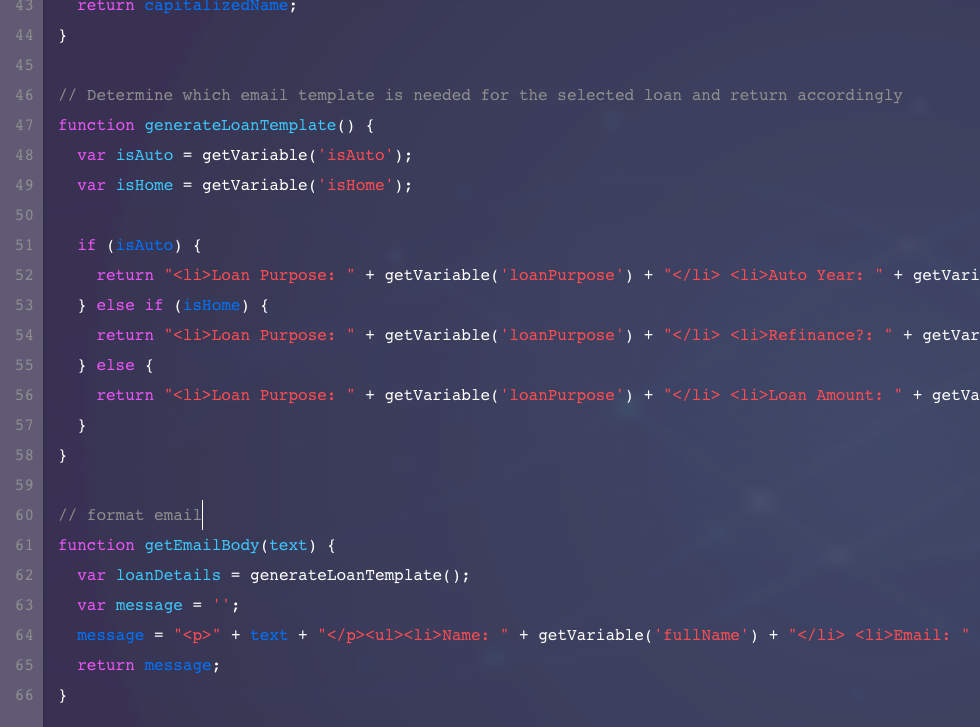 43 return capitalizedName;
44 }
45
46 // Determine which email template is needed for the selected loan and return accordingly
47 function generateLoanTemplate() {
48 var isAuto = getVariable('isAuto');
49 var isHome = getVariable('isHome');
50
51 if (isAuto) {
52 return "<li>Loan Purpose: " + getVariable('loanPurpose') + "</li> <li>Auto Year: " + getVari
53 } else if (isHome) {
54 return "<li>Loan Purpose: " + getVariable('loanPurpose') + "</li> <li>Refinance?: " + getVar
55 } else {
56 return "<li>Loan Purpose: " + getVariable('loanPurpose') + "</li> <li>Loan Amount: " + getVa
57 }
58 }
59
60 // format email
61 function getEmailBody(text) {
62 var loanDetails = generateLoanTemplate();
63 var message = '';
64 message = "<p>" + text + "</p><ul><li>Name: " + getVariable('fullName') + "</li> <li>Email: "
65 return message;
66 }